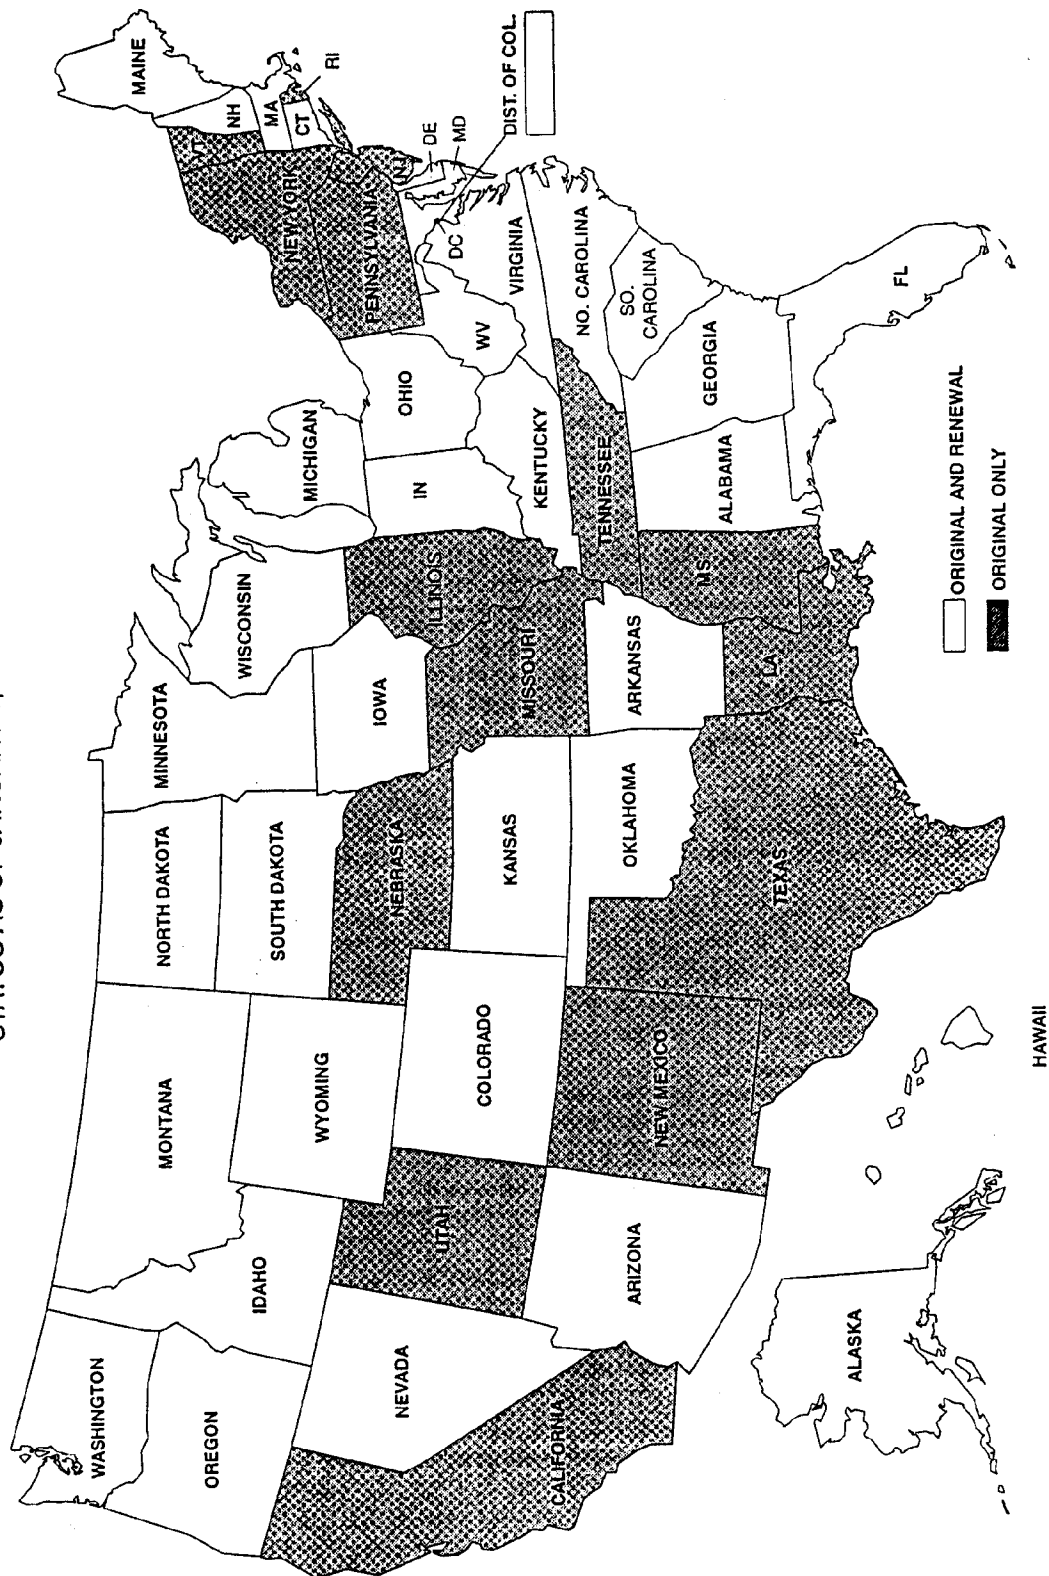 MAINE
VT
NH
MA
CT
RI
NEW YORK
PENNSYLVANIA
NJ
DE
MD
DC
DIST. OF COL.
WASHINGTON
OREGON
IDAHO
MONTANA
NORTH DAKOTA
SOUTH DAKOTA
MINNESOTA
WISCONSIN
MICHIGAN
WYOMING
NEBRASKA
IOWA
ILLINOIS
IN
OHIO
WV
VIRGINIA
NEVADA
UTAH
COLORADO
KANSAS
MISSOURI
KENTUCKY
NO. CAROLINA
CALIFORNIA
ARIZONA
NEW MEXICO
OKLAHOMA
ARKANSAS
TENNESSEE
SO.
CAROLINA
TEXAS
LA
MS
ALABAMA
GEORGIA
FL
ALASKA
HAWAII
ORIGINAL AND RENEWAL
ORIGINAL ONLY